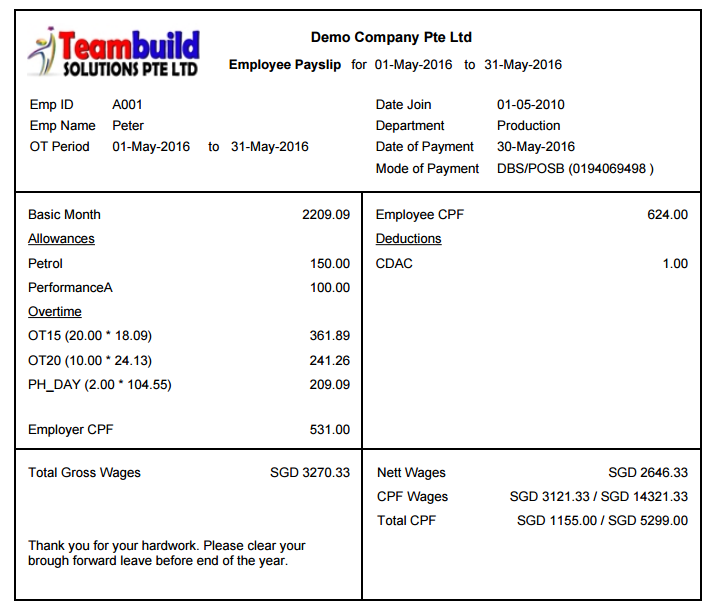 Teambuild
SOLUTIONS PTE LTD
Demo Company Pte Ltd
Employee Payslip for 01-May-2016 to 31-May-2016
Emp ID A001 Date Join 01-05-2010
Emp Name Peter Department Production
OT Period 01-May-2016 to 31-May-2016 Date of Payment 30-May-2016
Mode of Payment DBS/POSB (0194069498 )
Basic Month 2209.09
Allowances
Petrol 150.00
PerformanceA 100.00
Overtime
OT15 (20.00 * 18.09) 361.89
OT20 (10.00 * 24.13) 241.26
PH_DAY (2.00 * 104.55) 209.09
Employer CPF 531.00
Employee CPF 624.00
Deductions
CDAC 1.00
Total Gross Wages SGD 3270.33
Thank you for your hardwork. Please clear your
brough forward leave before end of the year.
Nett Wages SGD 2646.33
CPF Wages SGD 3121.33 / SGD 14321.33
Total CPF SGD 1155.00 / SGD 5299.00